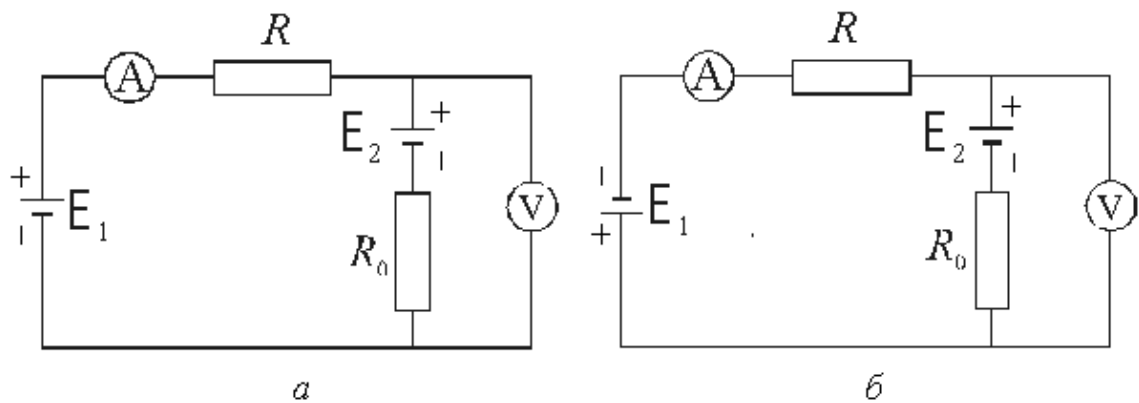 R
A
+
E₂
−
+
E₁
−
R₀
V
а
R
A
+
E₂
−
−
E₁
+
R₀
V
б